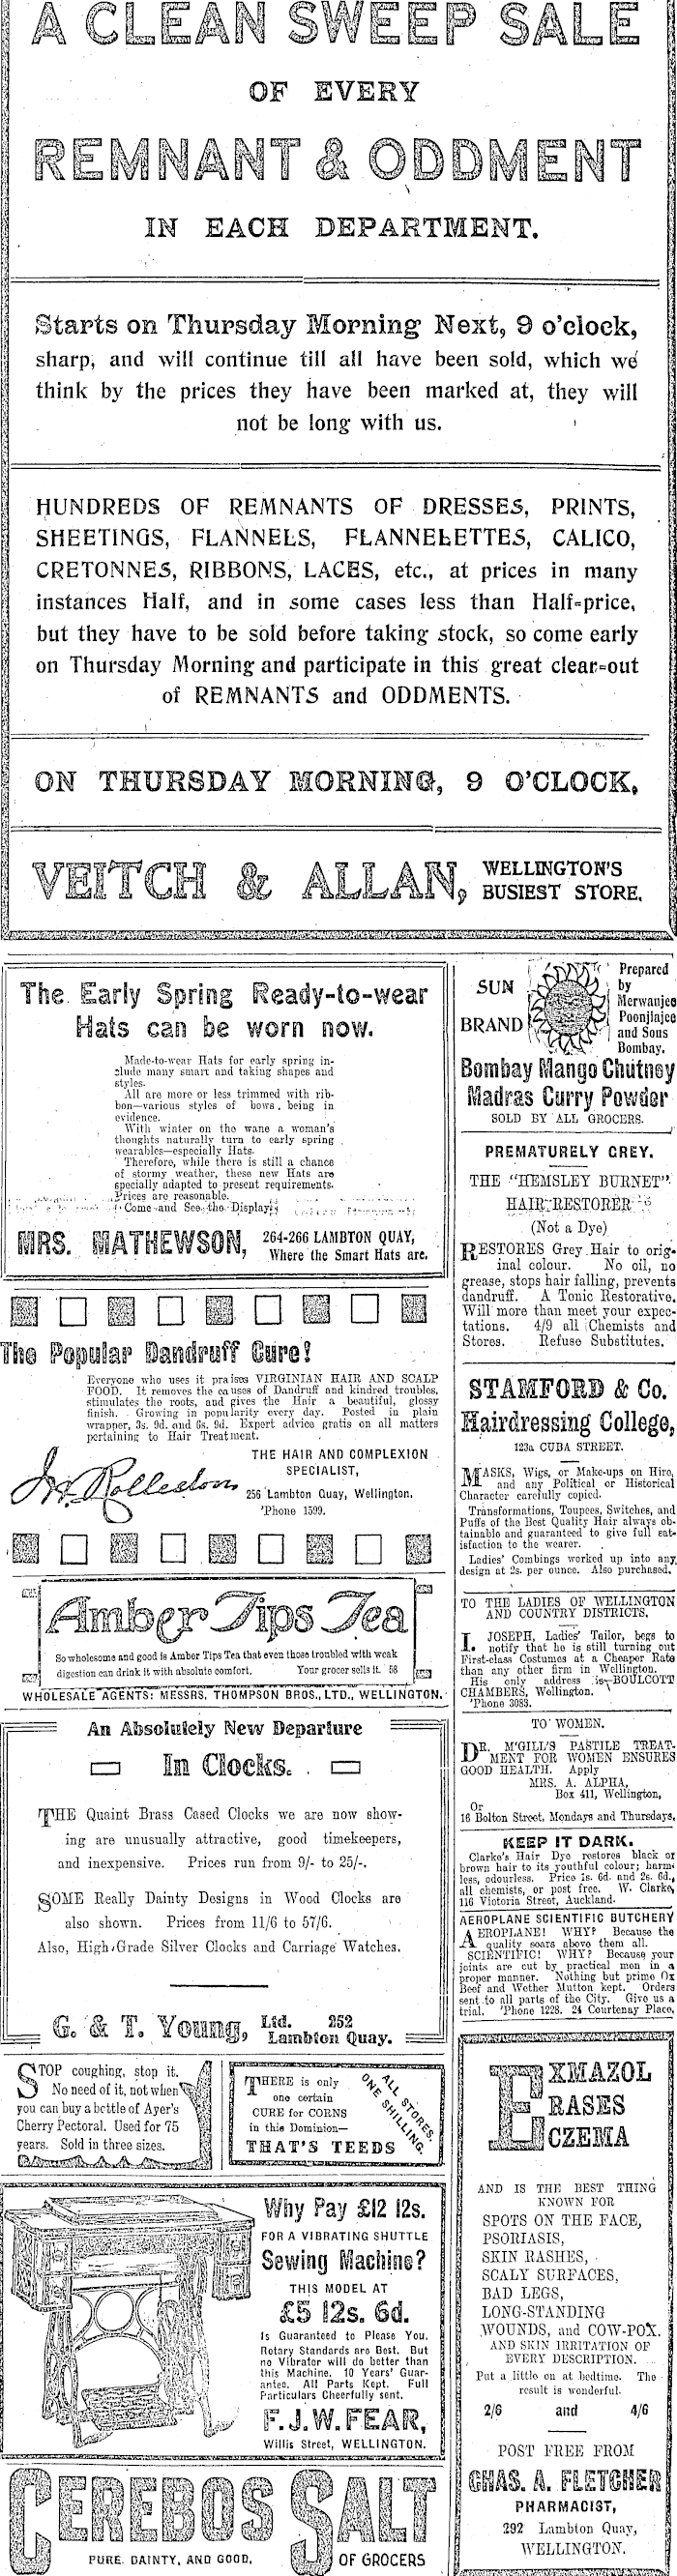 A CLEAN SWEEP SALE
OF EVERY
REMNANT & ODDMENT
IN EACH DEPARTMENT.
Starts on Thursday Morning Next, 9 o'clock,
sharp, and will continue till all have been sold, which we
think by the prices they have been marked at, they will
not be long with us.
HUNDREDS OF REMNANTS OF DRESSES, PRINTS,
SHEETINGS, FLANNELS, FLANNELETTES, CALICO,
CRETONNES, RIBBONS, LACES, etc., at prices in many
instances Half, and in some cases less than Half=price,
but they have to be sold before taking stock, so come early
on Thursday Morning and participate in this great clear=out
of REMNANTS and ODDMENTS.
ON THURSDAY MORNING, 9 O'CLOCK.
VEITCH & ALLAN, WELLINGTON'S
BUSIEST STORE.
The Early Spring Ready-to-wear
Hats can be worn now.
Made-to-wear Hats for early spring in-
clude many smart and taking shapes and
styles.
All are more or less trimmed with rib-
bon—various styles of bows, being in
evidence.
With winter on the wane a woman's
thoughts naturally turn to early spring
wearables—especially Hats.
Therefore, while there is still a chance
of stormy weather, these new Hats are
specially adapted to present requirements.
Prices are reasonable.
Come and See the Display
MRS. MATHEWSON, 264-266 LAMBTON QUAY,
Where the Smart Hats are.
The Popular Dandruff Cure!
Everyone who uses it praises VIRGINIAN HAIR AND SCALP
FOOD. It removes the causes of Dandruff and kindred troubles,
stimulates the roots, and gives the Hair a beautiful, glossy
finish. Growing in popularity every day. Posted in plain
wrapper, 3s. 9d. and 6s. 9d. Expert advice gratis on all matters
pertaining to Hair Treatment.
Rolleston
THE HAIR AND COMPLEXION
SPECIALIST,
256 Lambton Quay, Wellington.
'Phone 1599.
Amber Tips Tea
So wholesome and good is Amber Tips Tea that even those troubled with weak
digestion can drink it with absolute comfort. Your grocer sells it. 58
WHOLESALE AGENTS: MESSRS. THOMPSON BROS., LTD., WELLINGTON.
An Absolutely New Departure
In Clocks.
THE Quaint Brass Cased Clocks we are now show-
ing are unusually attractive, good timekeepers,
and inexpensive. Prices run from 9/- to 25/-.
SOME Really Dainty Designs in Wood Clocks are
also shown. Prices from 11/6 to 57/6.
Also, High-Grade Silver Clocks and Carriage Watches.
G. & T. Young, Ltd. 252
Lambton Quay.
STOP coughing, stop it.
No need of it, not when
you can buy a bottle of Ayer's
Cherry Pectoral. Used for 75
years. Sold in three sizes.
THERE is only
one certain
CURE for CORNS
in this Dominion—
THAT'S TEEDS
ALL STORES.
ONE SHILLING.
Why Pay £12 12s.
FOR A VIBRATING SHUTTLE
Sewing Machine?
THIS MODEL AT
£5 12s. 6d.
Is Guaranteed to Please You.
Rotary Standards are Best. But
no Vibrator will do better than
this Machine. 10 Years' Guar-
antee. All Parts Kept. Full
Particulars Cheerfully sent.
F.J.W. FEAR,
Willis Street, WELLINGTON.
CEREBOS SALT
PURE, DAINTY, AND GOOD.
OF GROCERS
SUN
BRAND
Prepared
by
Merwanjee
Poonjiajee
and Sons
Bombay.
Bombay Mango Chutney
Madras Curry Powder
SOLD BY ALL GROCERS.
PREMATURELY GREY.
THE "HEMSLEY BURNET"
HAIR RESTORER
(Not a Dye)
RESTORES Grey Hair to orig-
inal colour. No oil, no
grease, stops hair falling, prevents
dandruff. A Tonic Restorative.
Will more than meet your expec-
tations. 4/9 all Chemists and
Stores. Refuse Substitutes.
STAMFORD & Co.
Hairdressing College,
123a CUBA STREET.
MASKS, Wigs, or Make-ups on Hire,
and any Political or Historical
Character carefully copied.
Transformations, Toupees, Switches, and
Puffs of the Best Quality Hair always ob-
tainable and guaranteed to give full sat-
isfaction to the wearer.
Ladies' Combings worked up into any
design at 2s. per ounce. Also purchased.
TO THE LADIES OF WELLINGTON
AND COUNTRY DISTRICTS.
I. JOSEPH, Ladies' Tailor, begs to
notify that he is still turning out
First-class Costumes at a Cheaper Rate
than any other firm in Wellington.
His only address is—BOULCOTT
CHAMBERS, Wellington.
'Phone 3083.
TO WOMEN.
DR. M'GILL'S PASTILE TREAT-
MENT FOR WOMEN ENSURES
GOOD HEALTH. Apply
MRS. A. ALPHA,
Box 411, Wellington,
Or
16 Bolton Street, Mondays and Thursdays.
KEEP IT DARK.
Clarke's Hair Dye restores black or
brown hair to its youthful colour; harm-
less, odourless. Price 1s. 6d. and 2s. 6d.,
all chemists, or post free. W. Clarke,
116 Victoria Street, Auckland.
AEROPLANE SCIENTIFIC BUTCHERY
AEROPLANE! WHY? Because the
quality soars above them all.
SCIENTIFIC! WHY? Because your
joints are cut by practical men in a
proper manner. Nothing but prime Ox
Beef and Wether Mutton kept. Orders
sent to all parts of the City. Give us a
trial. 'Phone 1228. 24 Courtenay Place.
EXMAZOL
ERASES
ECZEMA
AND IS THE BEST THING
KNOWN FOR
SPOTS ON THE FACE,
PSORIASIS,
SKIN RASHES,
SCALY SURFACES,
BAD LEGS,
LONG-STANDING
WOUNDS, and COW-POX.
AND SKIN IRRITATION OF
EVERY DESCRIPTION.
Put a little on at bedtime. The
result is wonderful.
2/6 and 4/6
POST FREE FROM
CHAS. A. FLETCHER
PHARMACIST,
292 Lambton Quay,
WELLINGTON.